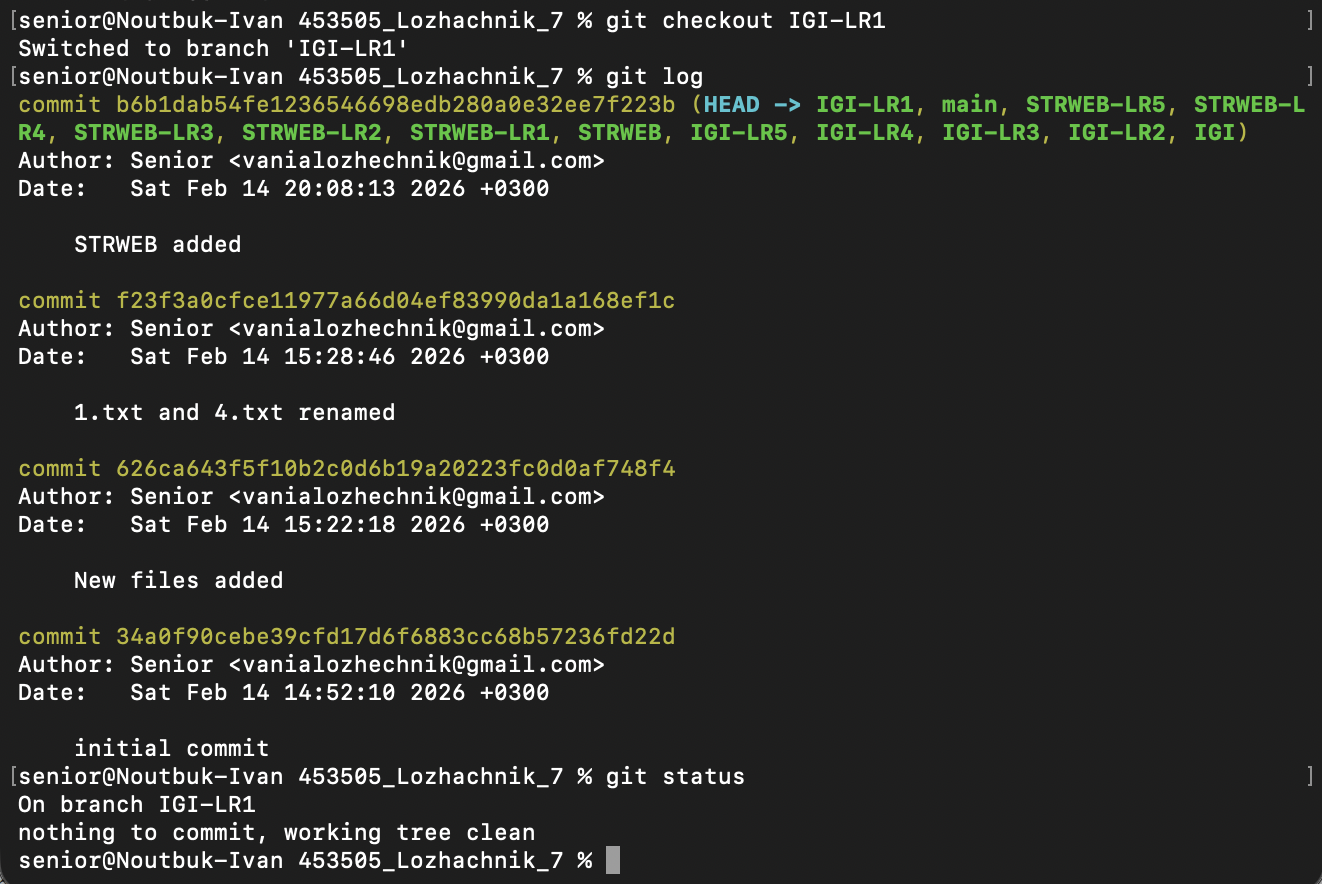 [senior@Noutbuk-Ivan 453505_Lozhachnik_7 % git checkout IGI-LR1 ]
Switched to branch 'IGI-LR1'
[senior@Noutbuk-Ivan 453505_Lozhachnik_7 % git log ]
commit b6b1dab54fe1236546698edb280a0e32ee7f223b (HEAD -> IGI-LR1, main, STRWEB-LR5, STRWEB-L
R4, STRWEB-LR3, STRWEB-LR2, STRWEB-LR1, STRWEB, IGI-LR5, IGI-LR4, IGI-LR3, IGI-LR2, IGI)
Author: Senior <vanialozhechnik@gmail.com>
Date:   Sat Feb 14 20:08:13 2026 +0300
STRWEB added
commit f23f3a0cfce11977a66d04ef83990da1a168ef1c
Author: Senior <vanialozhechnik@gmail.com>
Date:   Sat Feb 14 15:28:46 2026 +0300
1.txt and 4.txt renamed
commit 626ca643f5f10b2c0d6b19a20223fc0d0af748f4
Author: Senior <vanialozhechnik@gmail.com>
Date:   Sat Feb 14 15:22:18 2026 +0300
New files added
commit 34a0f90cebe39cfd17d6f6883cc68b57236fd22d
Author: Senior <vanialozhechnik@gmail.com>
Date:   Sat Feb 14 14:52:10 2026 +0300
initial commit
[senior@Noutbuk-Ivan 453505_Lozhachnik_7 % git status ]
On branch IGI-LR1
nothing to commit, working tree clean
senior@Noutbuk-Ivan 453505_Lozhachnik_7 %